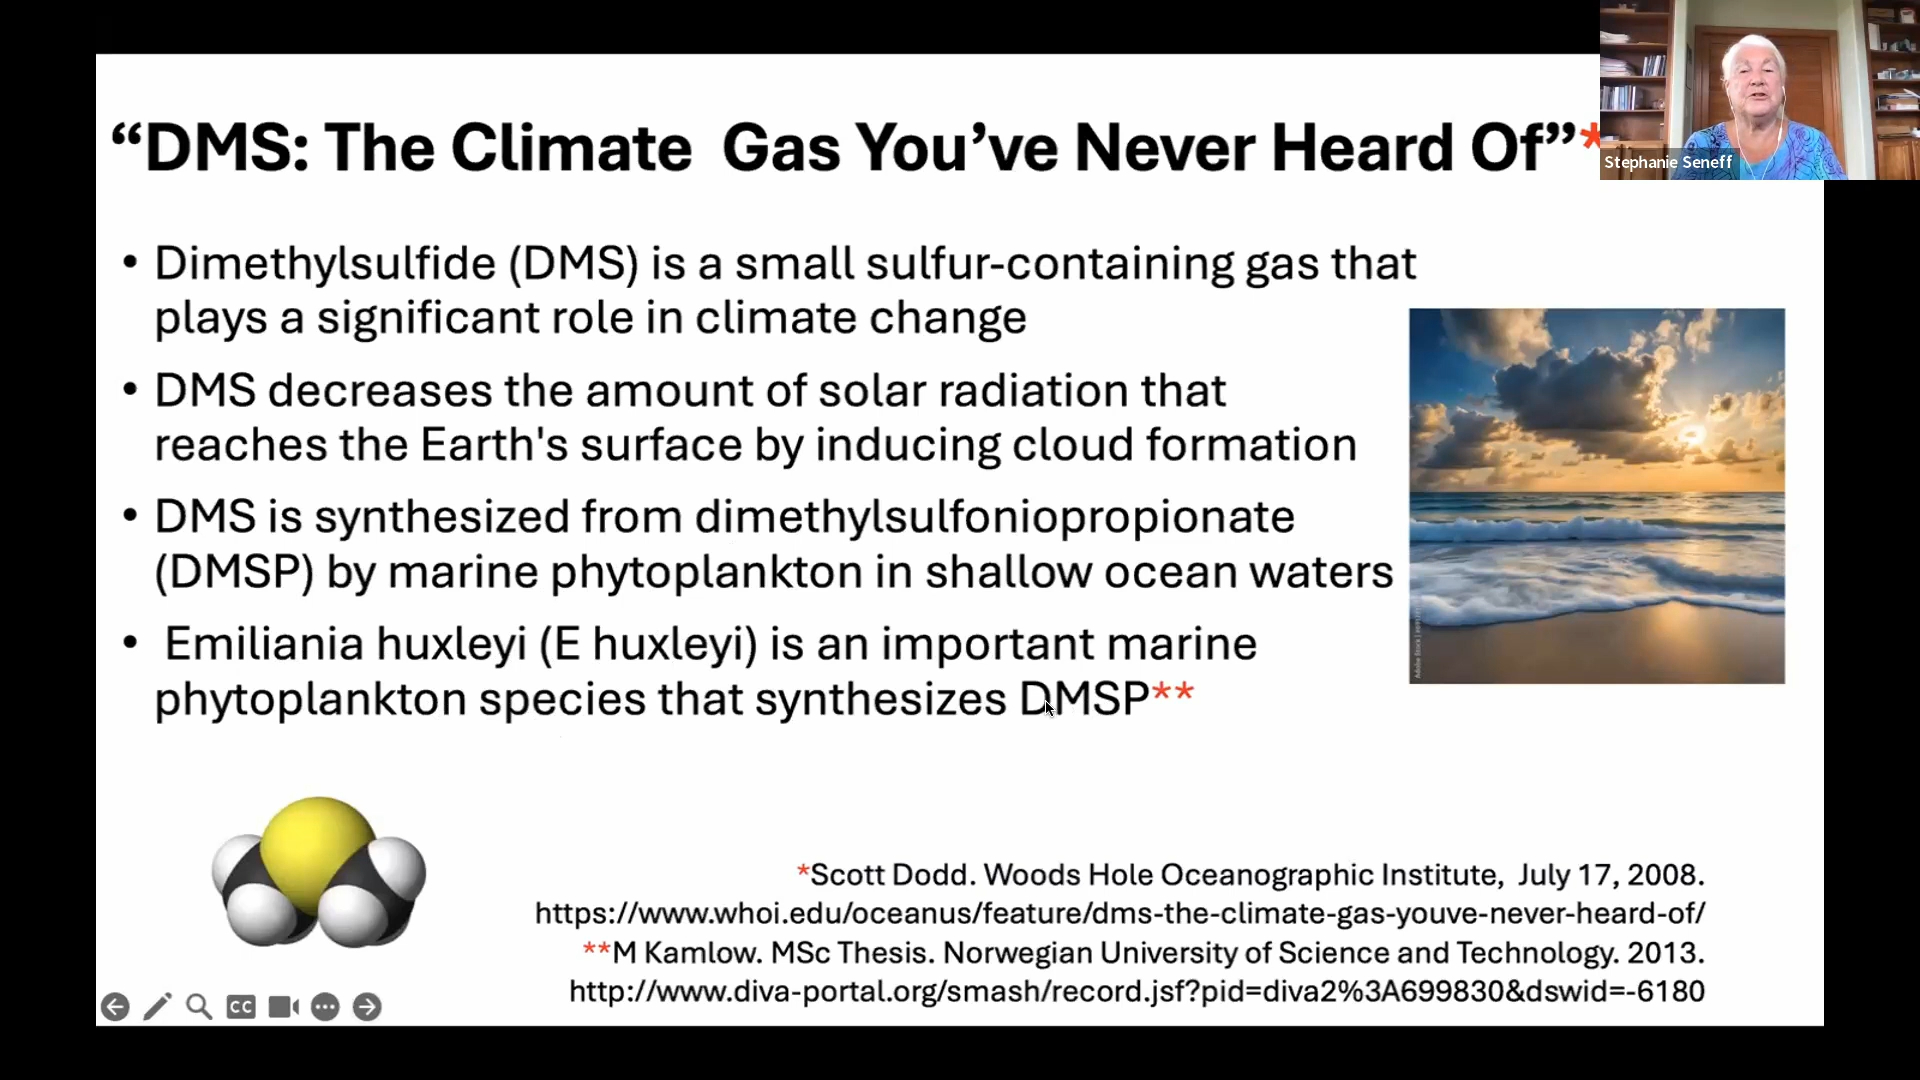 “DMS: The Climate Gas You’ve Never Heard Of”*
Stephanie Seneff
• Dimethylsulfide (DMS) is a small sulfur-containing gas that
plays a significant role in climate change
• DMS decreases the amount of solar radiation that
reaches the Earth's surface by inducing cloud formation
• DMS is synthesized from dimethylsulfoniopropionate
(DMSP) by marine phytoplankton in shallow ocean waters
• Emiliania huxleyi (E huxleyi) is an important marine
phytoplankton species that synthesizes DMSP**
Adobe Stock
*Scott Dodd. Woods Hole Oceanographic Institute, July 17, 2008.
https://www.whoi.edu/oceanus/feature/dms-the-climate-gas-youve-never-heard-of/
**M Kamlow. MSc Thesis. Norwegian University of Science and Technology. 2013.
http://www.diva-portal.org/smash/record.jsf?pid=diva2%3A699830&dswid=-6180
CC